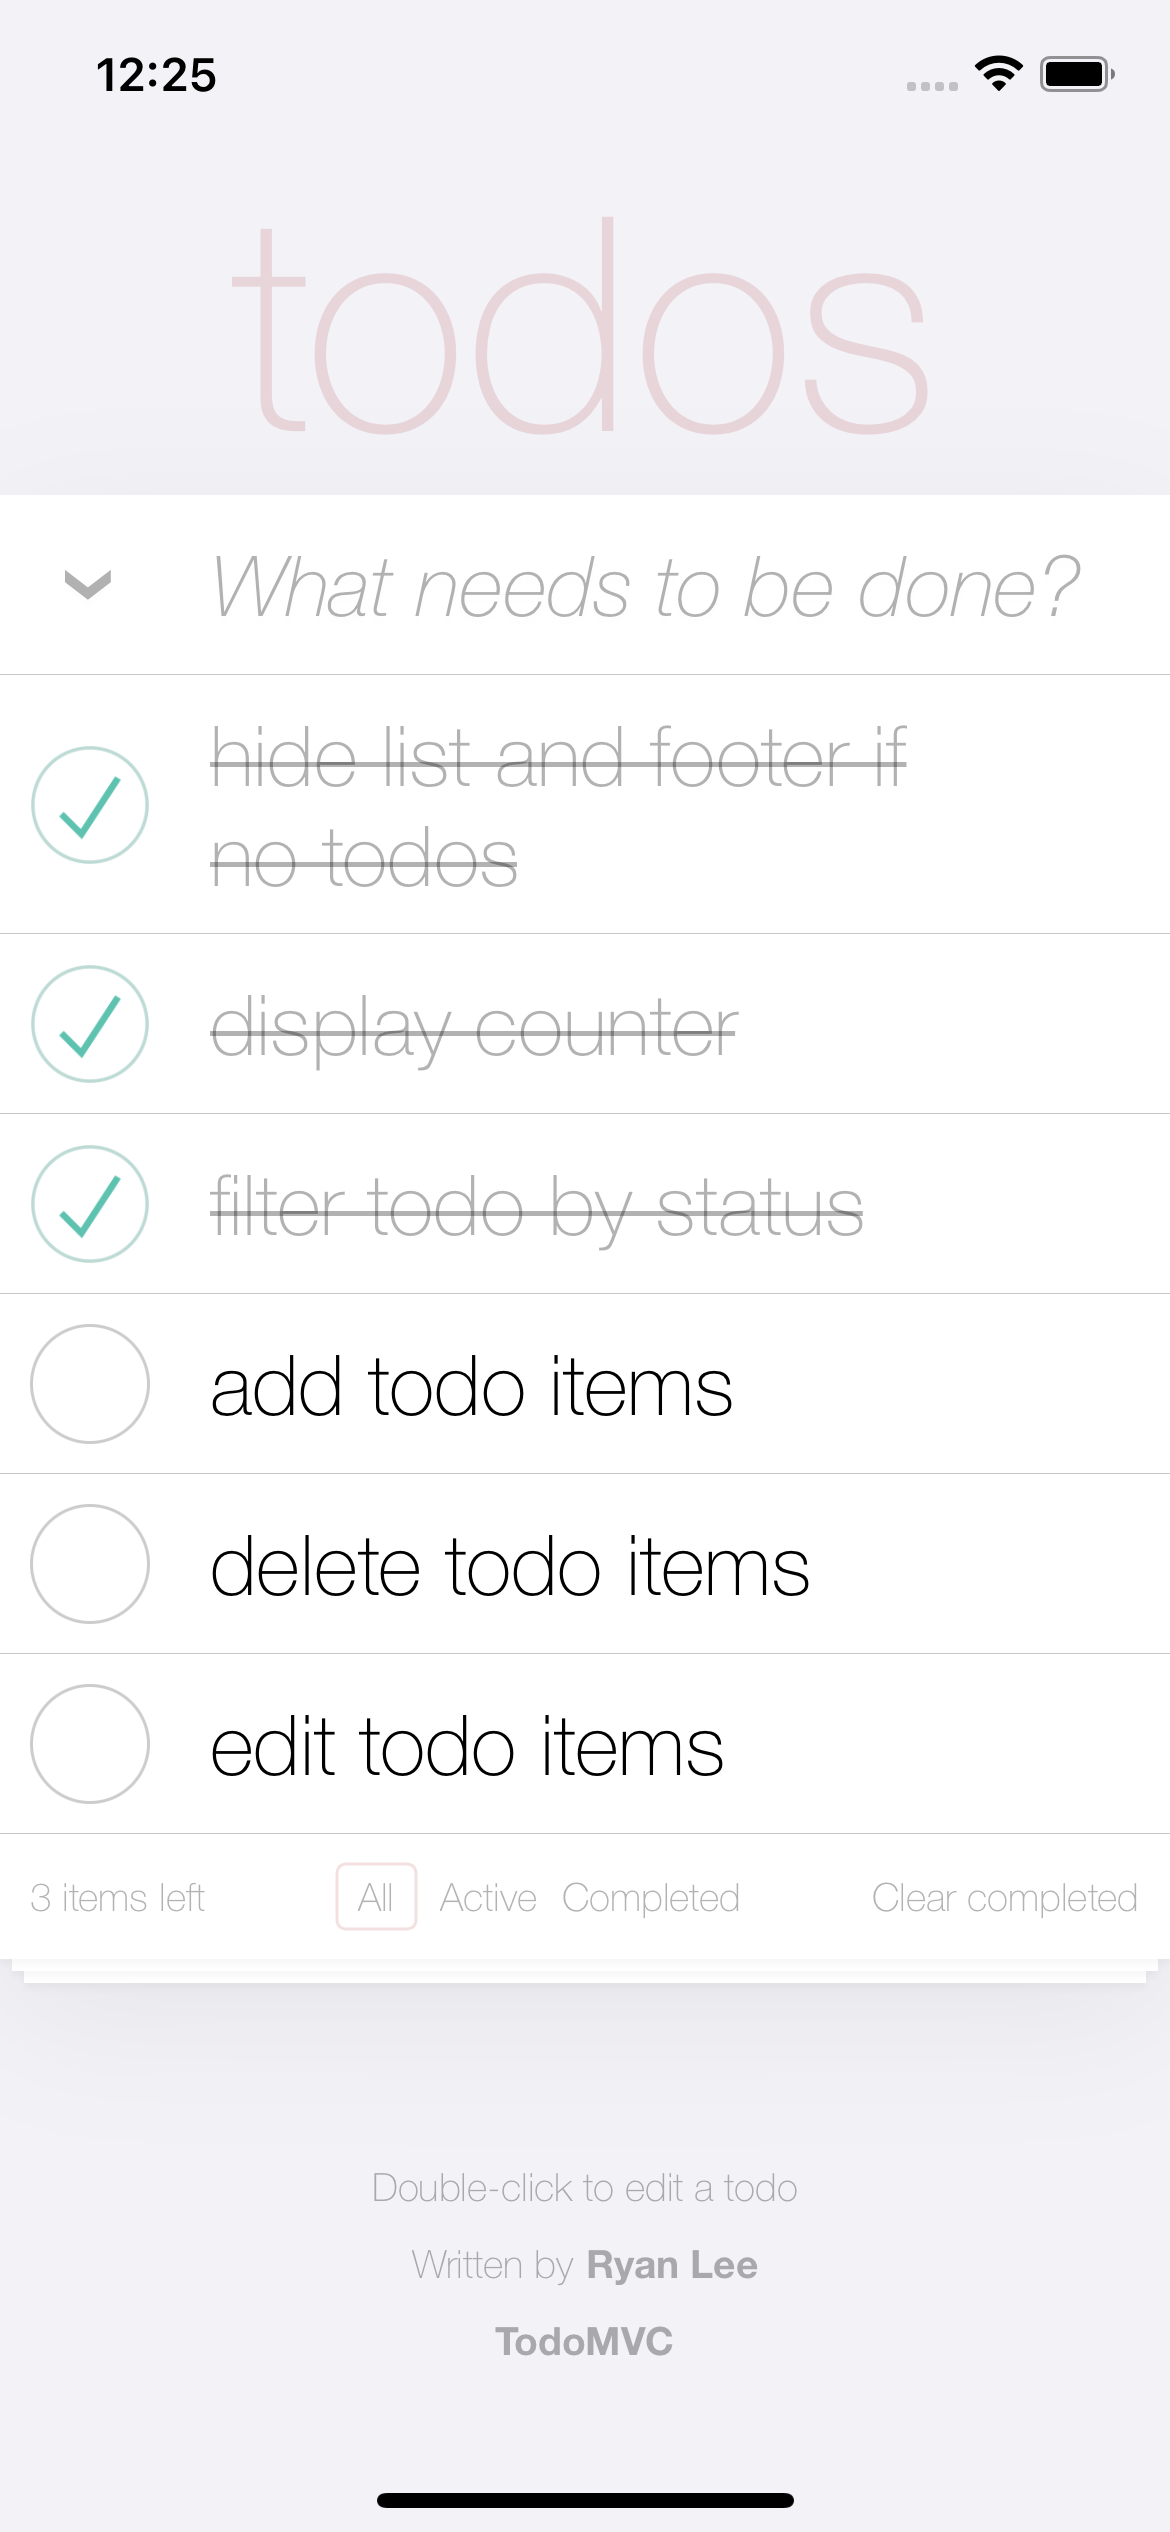 12:25
todos
What needs to be done?
hide list and footer if
no todos
display counter
filter todo by status
add todo items
delete todo items
edit todo items
3 items left All Active Completed Clear completed
Double-click to edit a todo
Written by Ryan Lee
TodoMVC